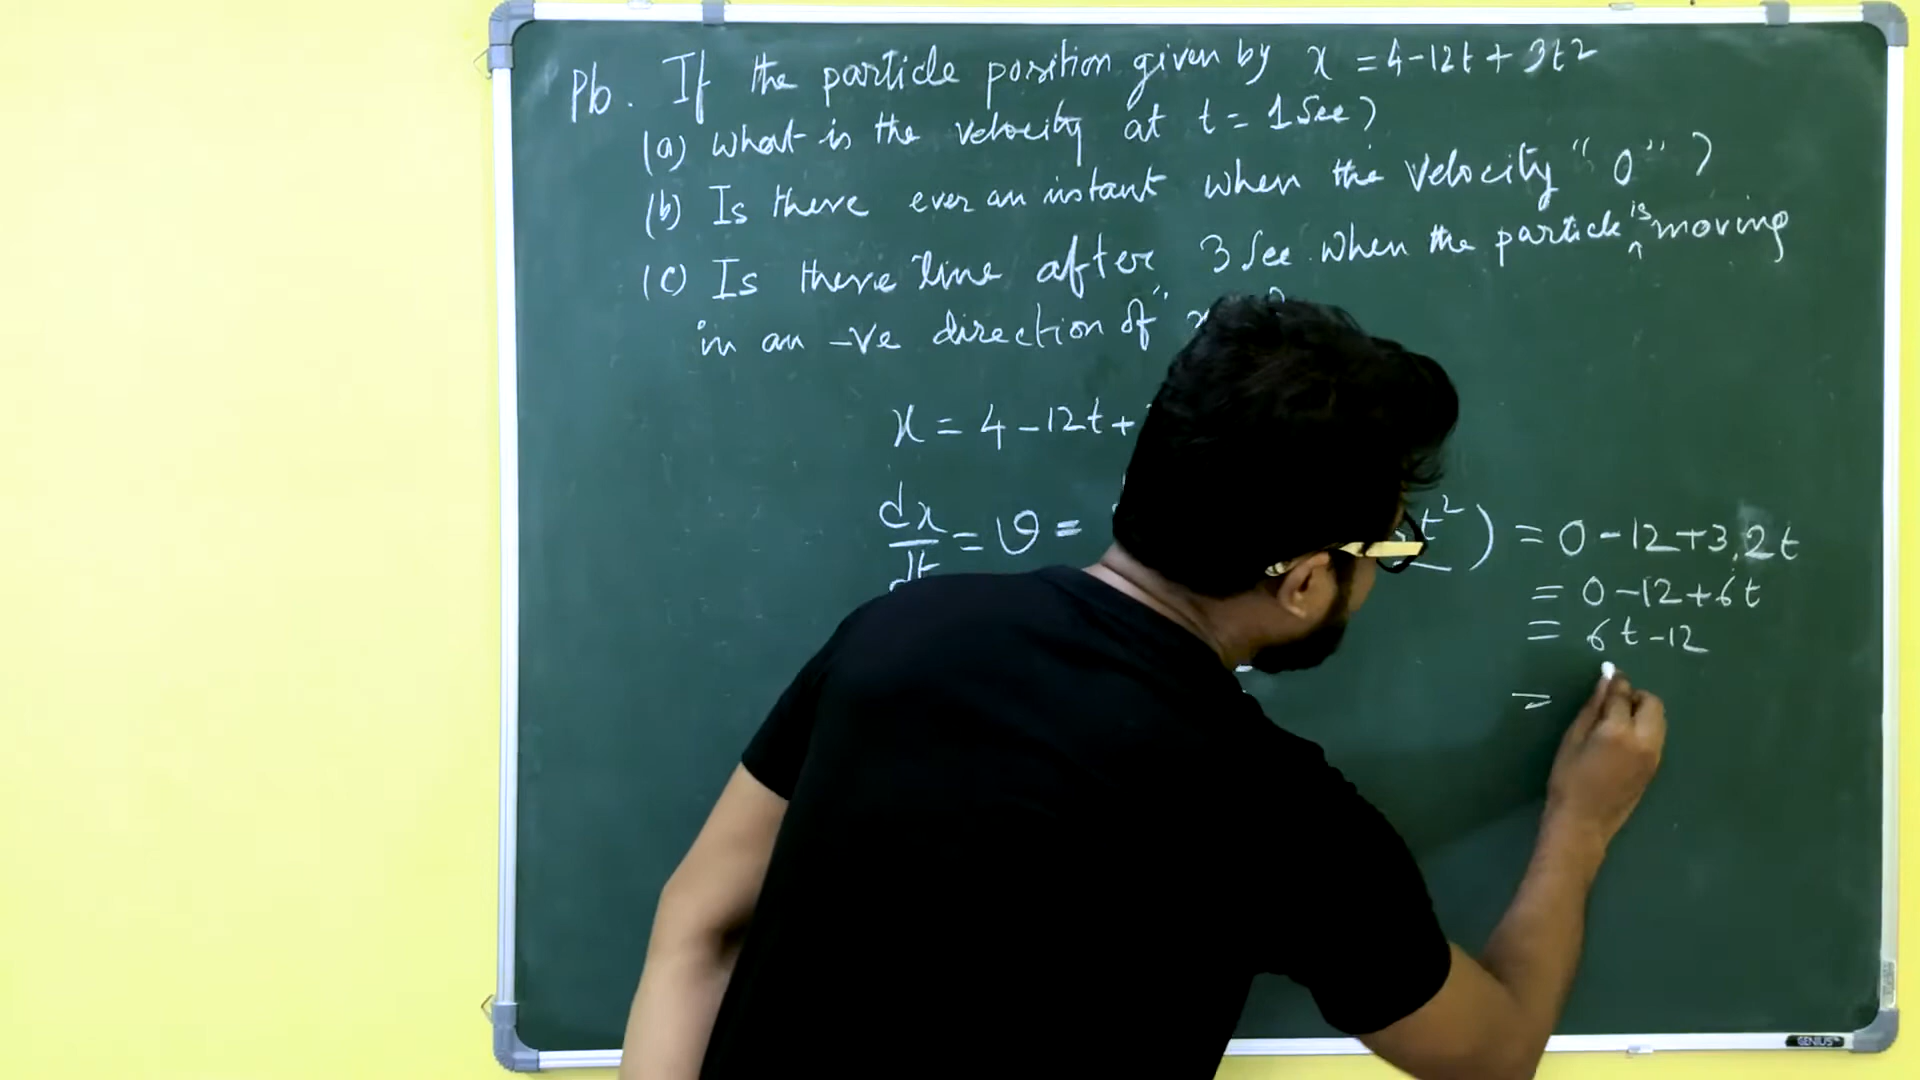 Pb. If the particle position given by x = 4-12t + 3t2
(a) What is the velocity at t = 1 Sec?
(b) Is there ever an instant when the velocity "0" ?
(c) Is there time after 3 Sec when the particle is moving
in an -ve direction of "x
x = 4 - 12t +
dx/dt = v = t²) = 0 - 12 + 3.2t
= 0 - 12 + 6t
= 6t - 12
=
GENIUS